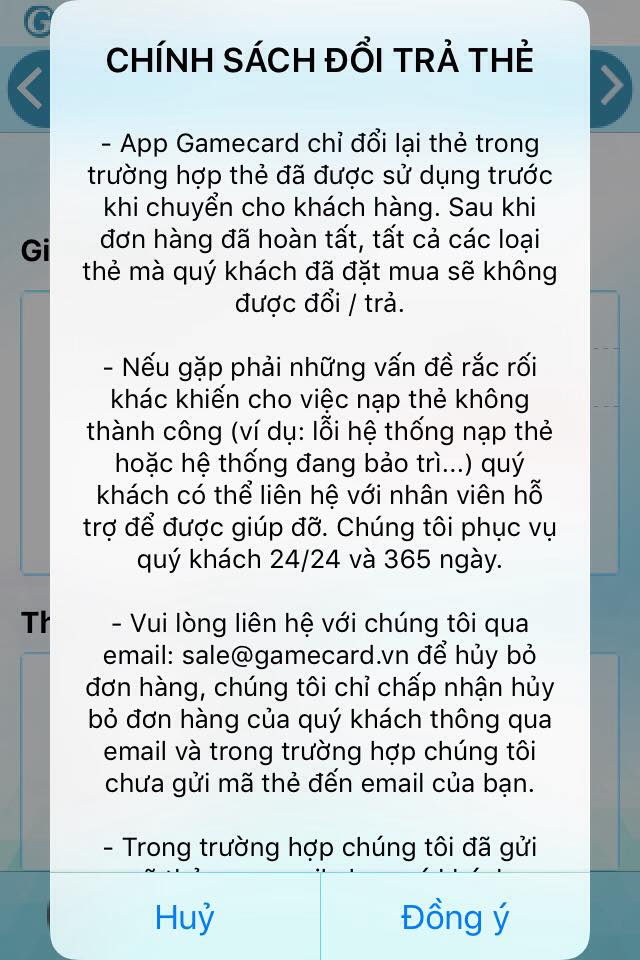 G
CHÍNH SÁCH ĐỔI TRẢ THẺ
- App Gamecard chỉ đổi lại thẻ trong
trường hợp thẻ đã được sử dụng trước
khi chuyển cho khách hàng. Sau khi
đơn hàng đã hoàn tất, tất cả các loại
thẻ mà quý khách đã đặt mua sẽ không
được đổi / trả.
- Nếu gặp phải những vấn đề rắc rối
khác khiến cho việc nạp thẻ không
thành công (ví dụ: lỗi hệ thống nạp thẻ
hoặc hệ thống đang bảo trì...) quý
khách có thể liên hệ với nhân viên hỗ
trợ để được giúp đỡ. Chúng tôi phục vụ
quý khách 24/24 và 365 ngày.
- Vui lòng liên hệ với chúng tôi qua
email: sale@gamecard.vn để hủy bỏ
đơn hàng, chúng tôi chỉ chấp nhận hủy
bỏ đơn hàng của quý khách thông qua
email và trong trường hợp chúng tôi
chưa gửi mã thẻ đến email của bạn.
- Trong trường hợp chúng tôi đã gửi
Huỷ
Đồng ý